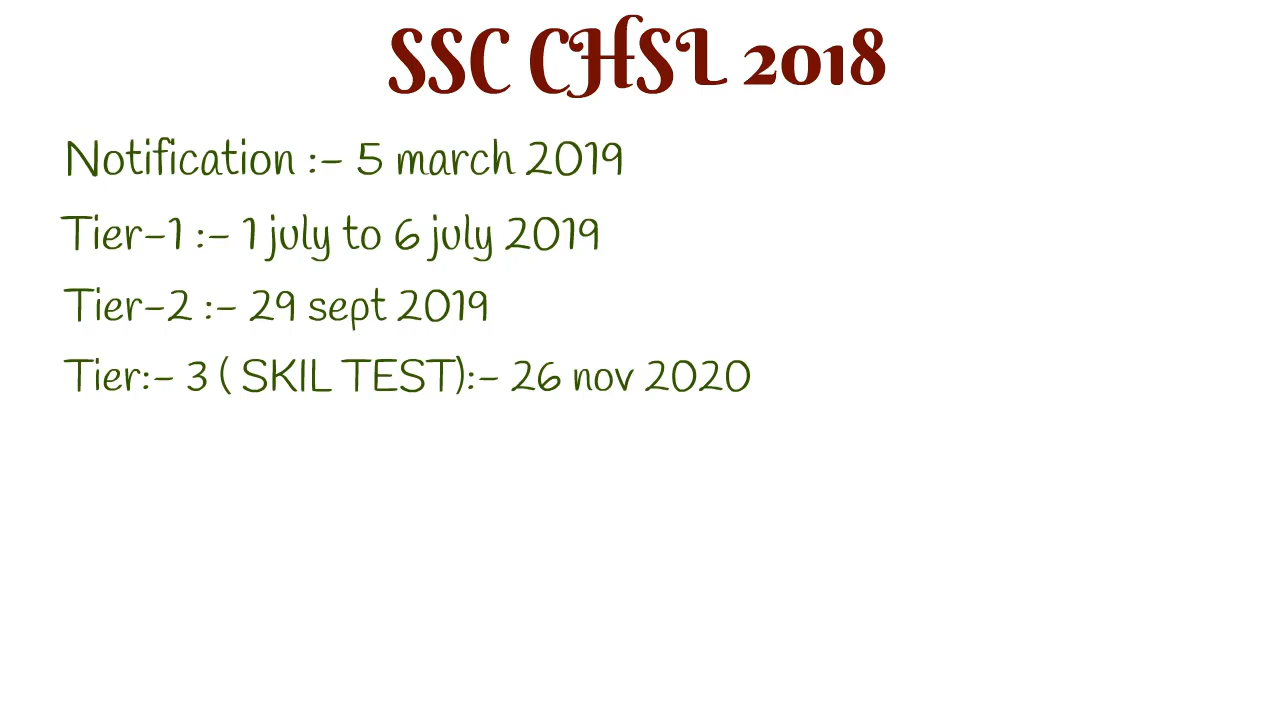 SSC CHSL 2018
Notification :- 5 march 2019
Tier-1 :- 1 july to 6 july 2019
Tier-2 :- 29 sept 2019
Tier:- 3 ( SKIL TEST):- 26 nov 2020